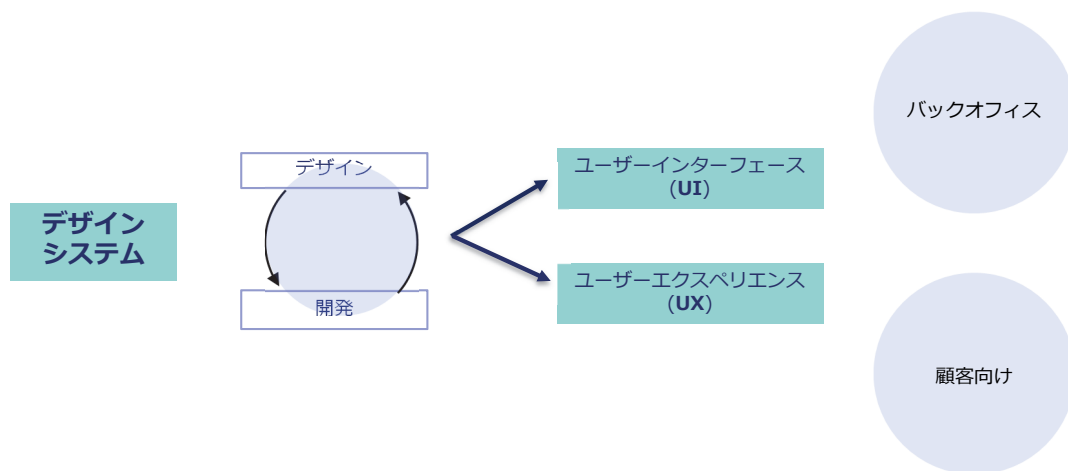 デザイン
システム
デザイン
開発
ユーザーインターフェース
(UI)
ユーザーエクスペリエンス
(UX)
バックオフィス
顧客向け